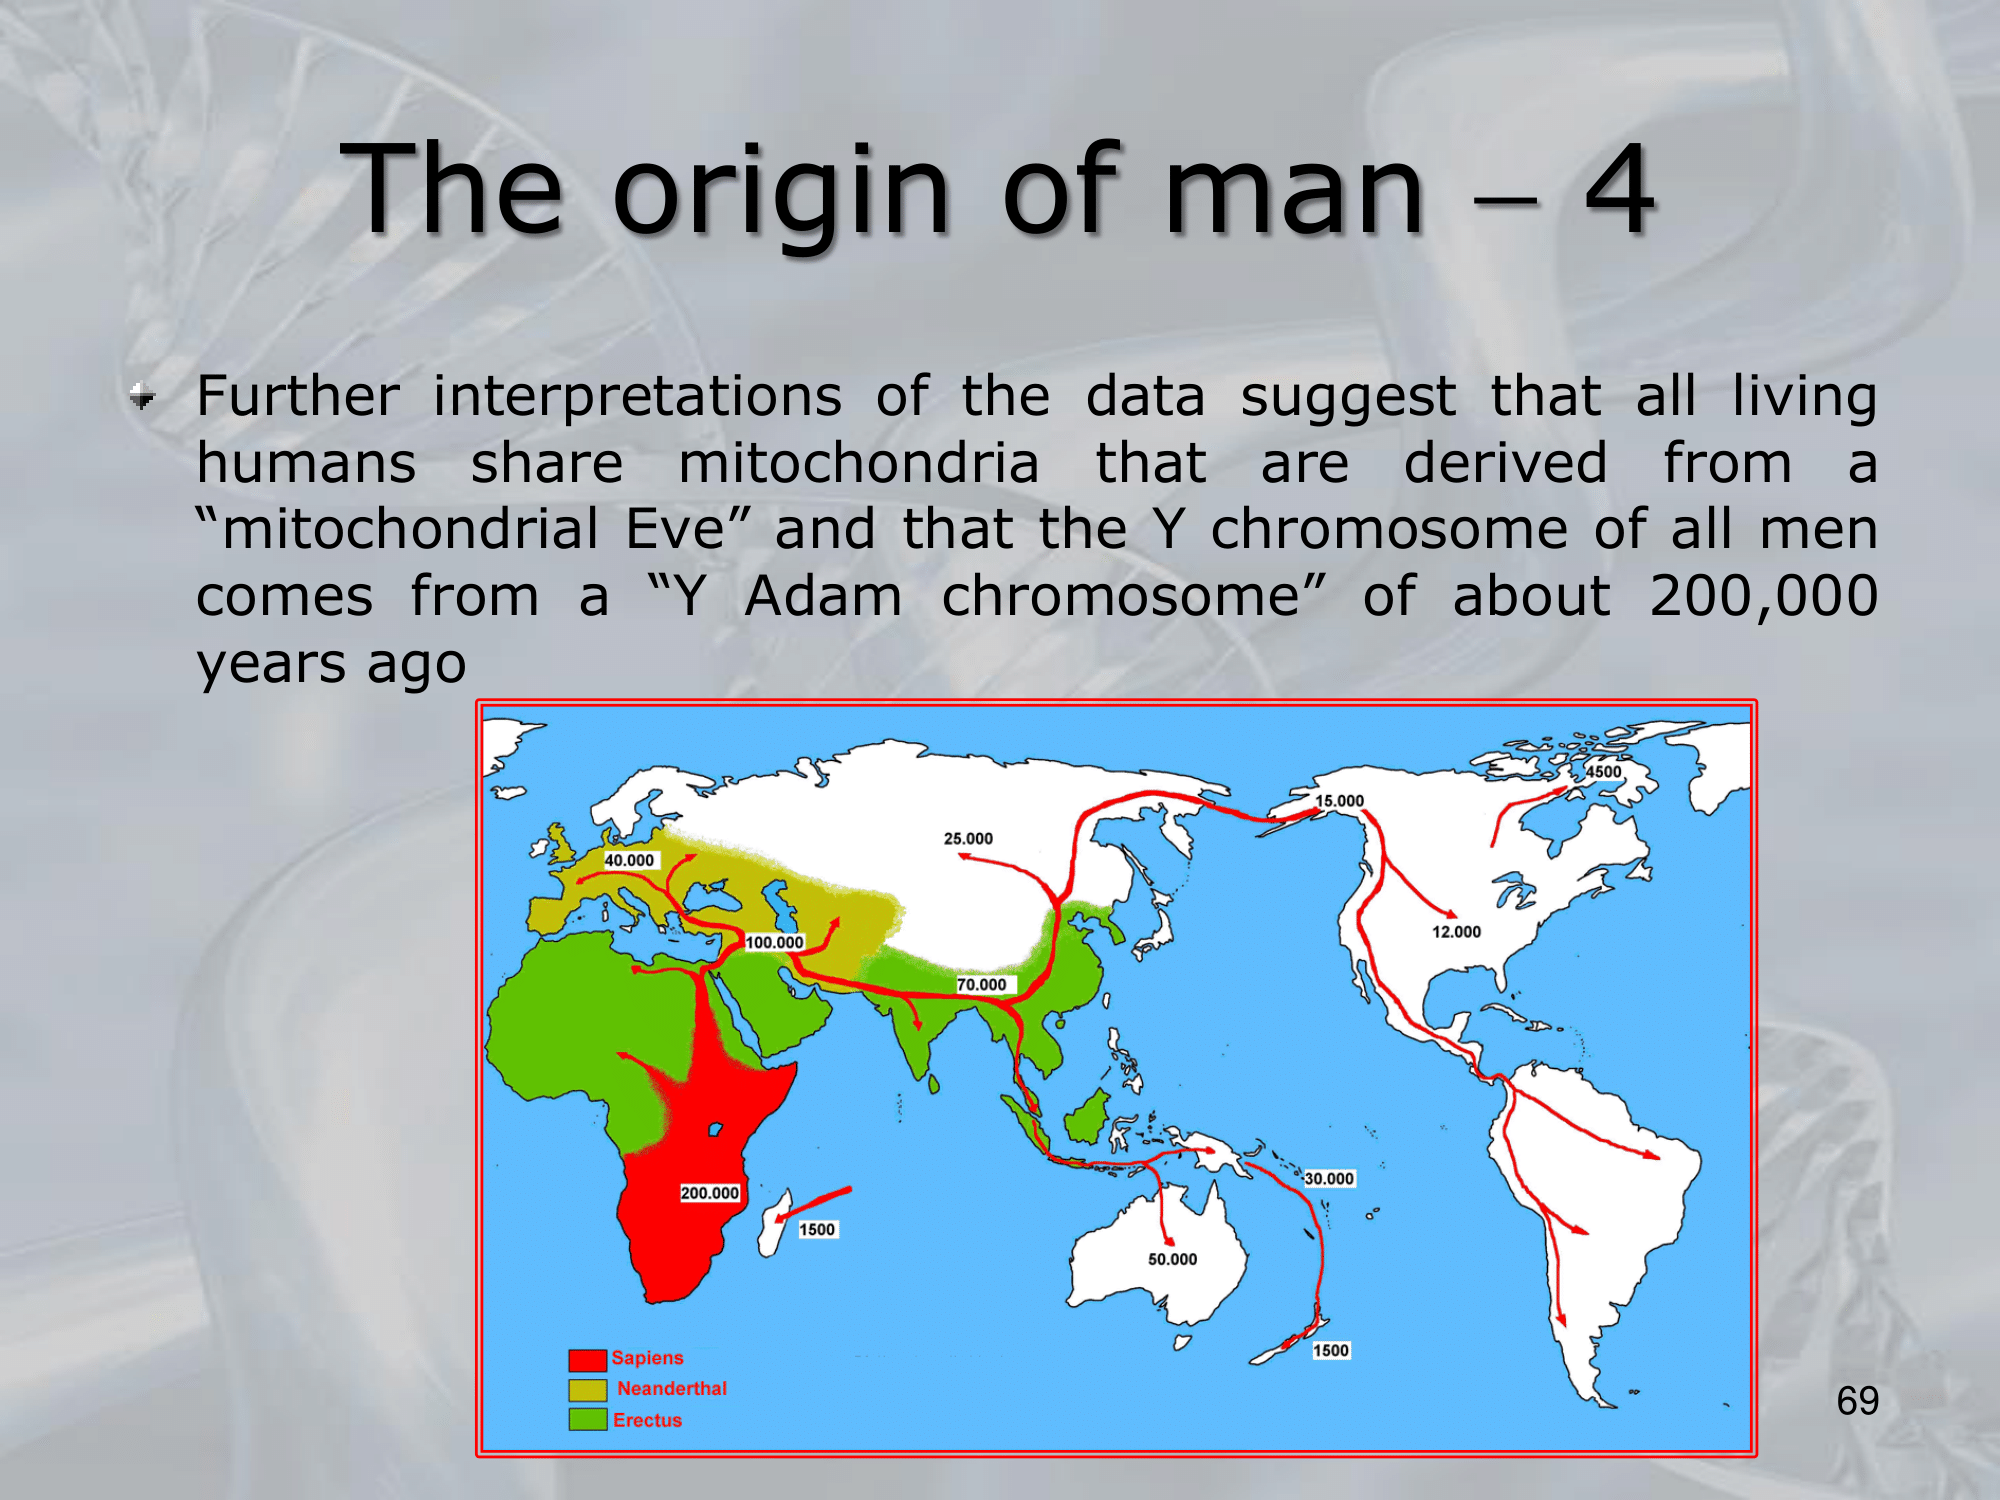 The origin of man – 4
Further interpretations of the data suggest that all living
humans share mitochondria that are derived from a
“mitochondrial Eve” and that the Y chromosome of all men
comes from a “Y Adam chromosome” of about 200,000
years ago
4500
15.000
25.000
40.000
12.000
100.000
70.000
30.000
200.000
1500
50.000
1500
Sapiens
Neanderthal
Erectus
69